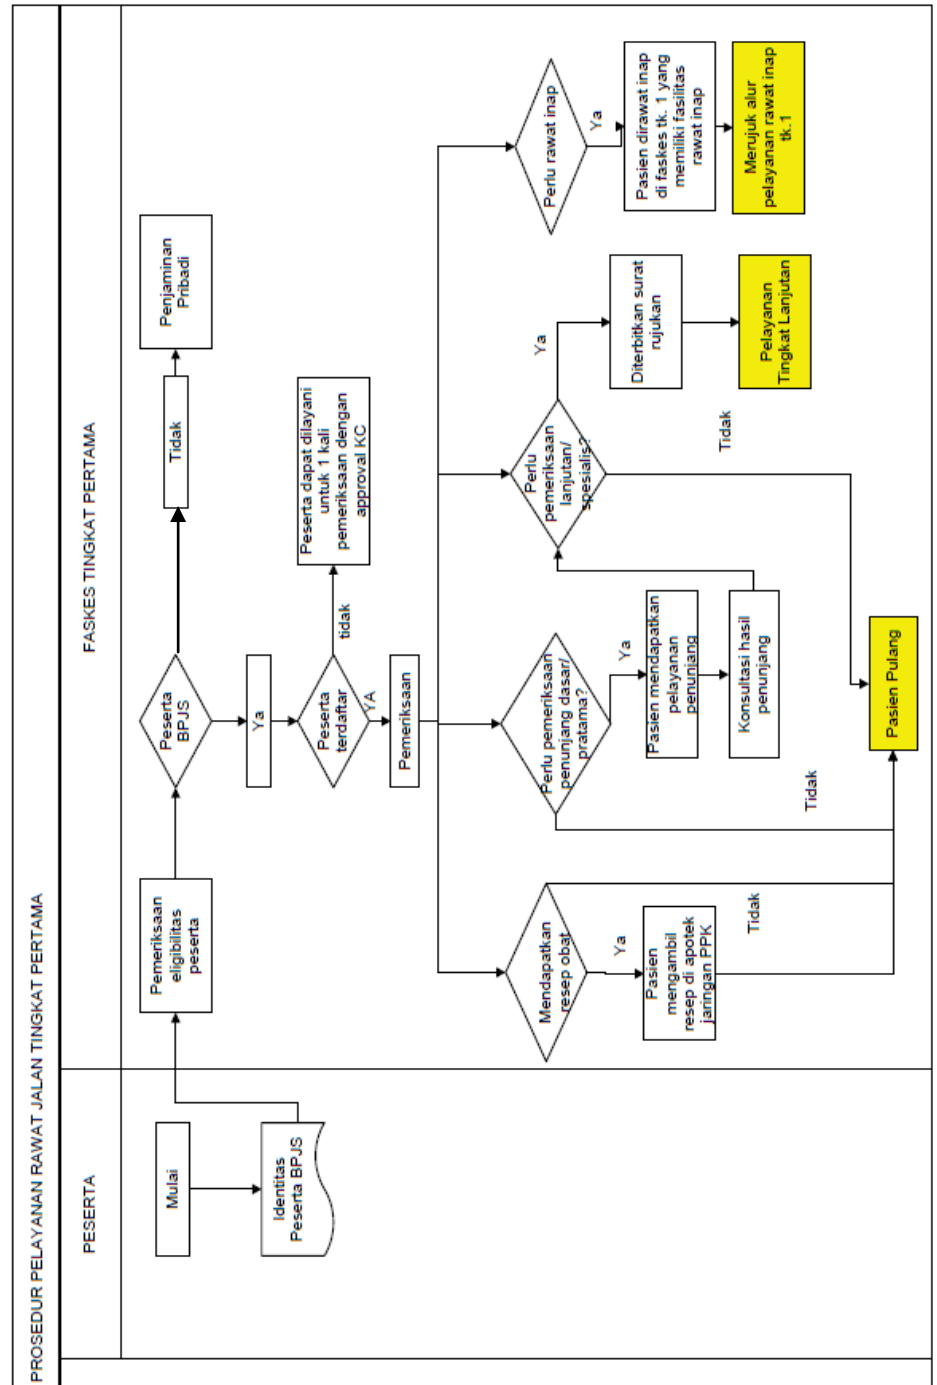 PROSEDUR PELAYANAN RAWAT JALAN TINGKAT PERTAMA
PESERTA
FASKES TINGKAT PERTAMA
Mulai
Identitas
Peserta BPJS
Pemeriksaan
eligibilitas
peserta
Peserta
BPJS
Tidak
Penjaminan
Pribadi
Ya
Peserta
terdaftar
tidak
Peserta dapat dilayani
untuk 1 kali
pemeriksaan dengan
approval KC
YA
Pemeriksaan
Mendapatkan
resep obat
Ya
Pasien
mengambil
resep di apotek
jaringan PPK
Tidak
Perlu pemeriksaan
penunjang dasar/
pratama?
Ya
Pasien mendapatkan
pelayanan
penunjang
Konsultasi hasil
penunjang
Tidak
Perlu
pemeriksaan
lanjutan/
spesialis?
Ya
Diterbitkan surat
rujukan
Pelayanan
Tingkat Lanjutan
Tidak
Perlu rawat inap
Ya
Pasien dirawat inap
di faskes tk. 1 yang
memiliki fasilitas
rawat inap
Merujuk alur
pelayanan rawat inap
tk.1
Pasien Pulang